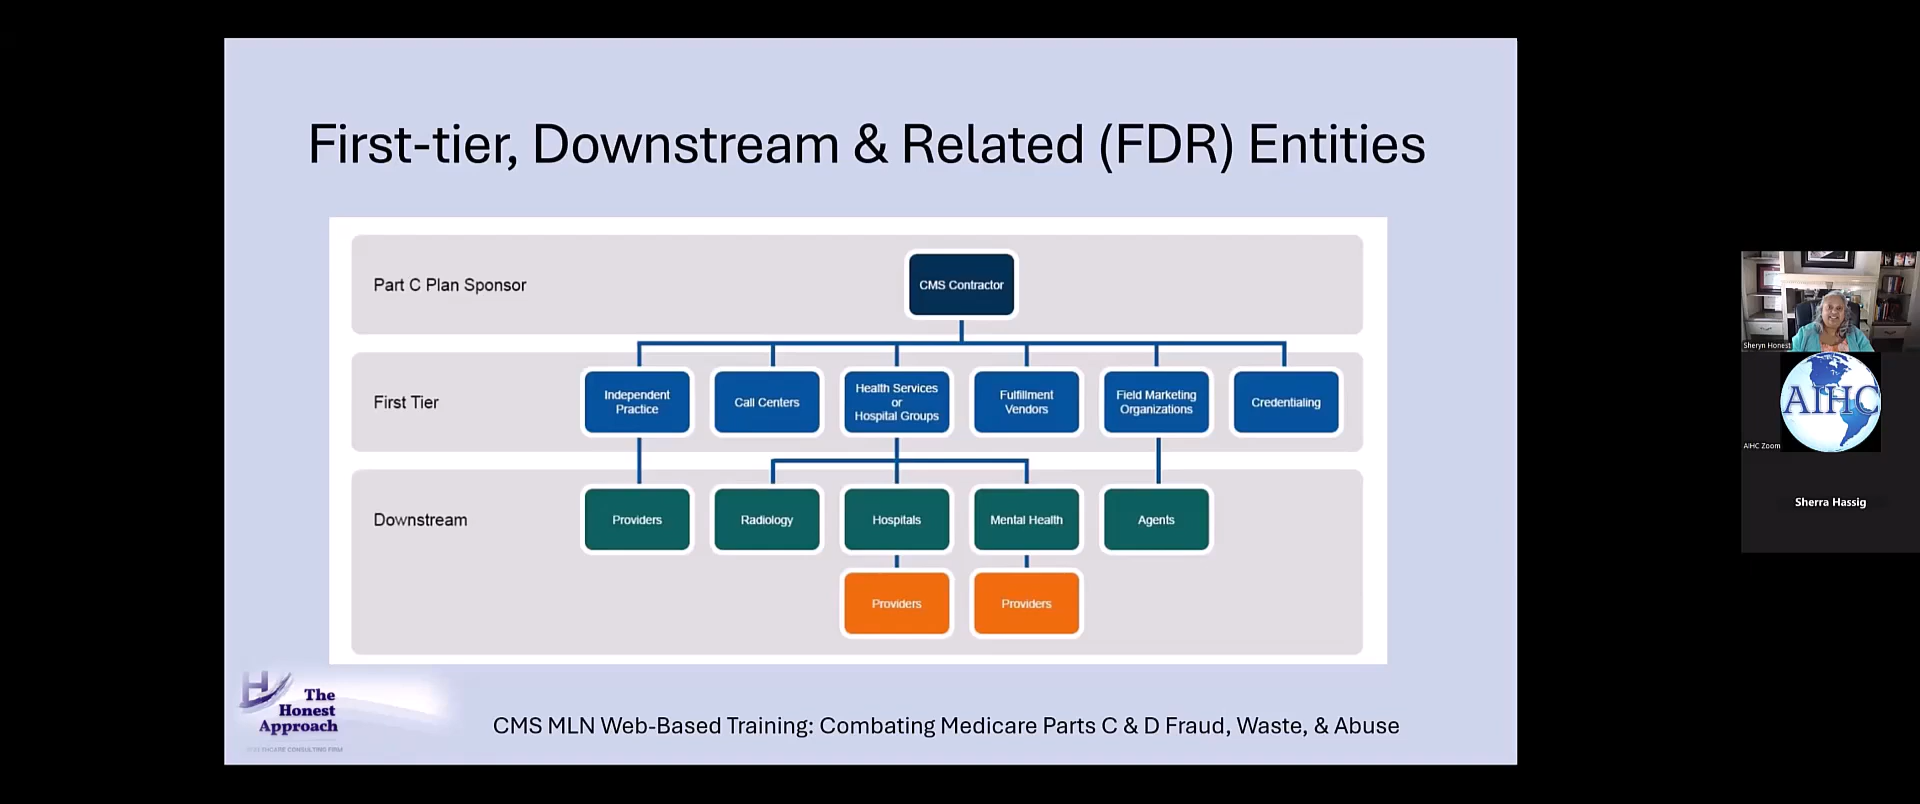 First-tier, Downstream & Related (FDR) Entities
Part C Plan Sponsor
CMS Contractor
First Tier
Independent
Practice
Call Centers
Health Services
or
Hospital Groups
Fulfillment
Vendors
Field Marketing
Organizations
Credentialing
Downstream
Providers
Radiology
Hospitals
Mental Health
Agents
Providers
Providers
H
The
Honest
Approach
CMS MLN Web-Based Training: Combating Medicare Parts C & D Fraud, Waste, & Abuse
Sheryn Honest
AIHC
AIHC Zoom
Sherra Hassig